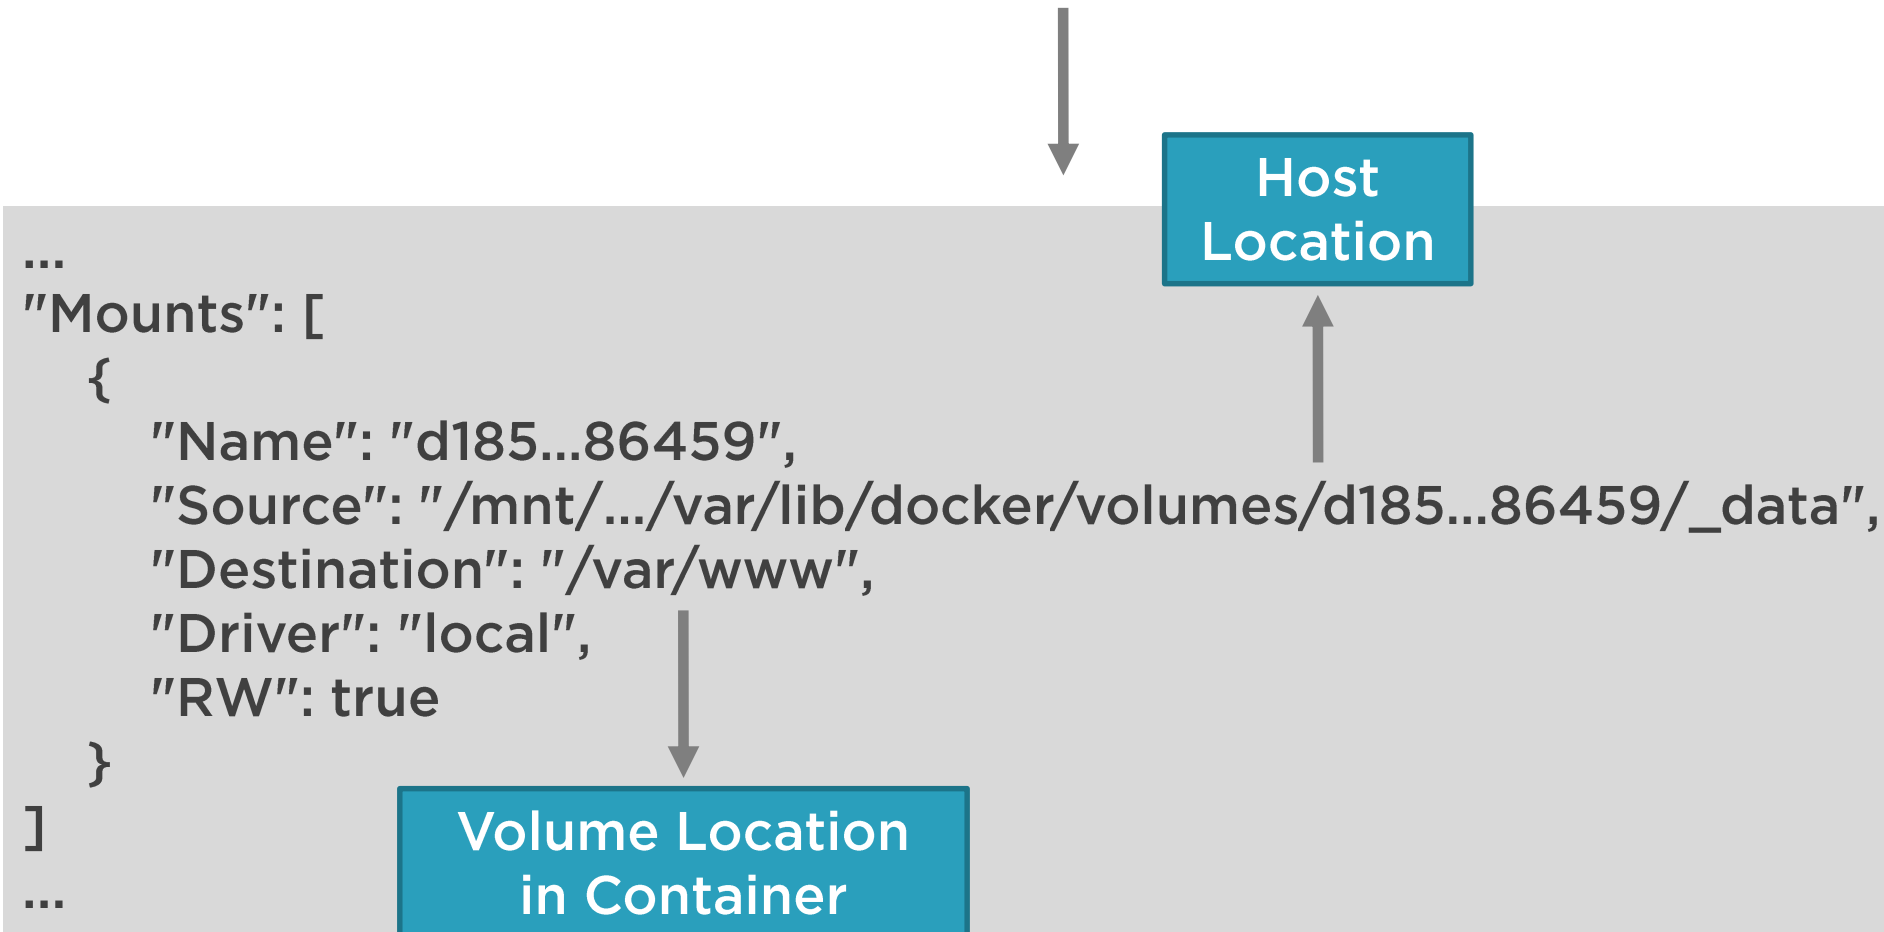 Host
Location
...
"Mounts": [
{
"Name": "d185...86459",
"Source": "/mnt/.../var/lib/docker/volumes/d185...86459/_data",
"Destination": "/var/www",
"Driver": "local",
"RW": true
}
]
...
Volume Location
in Container